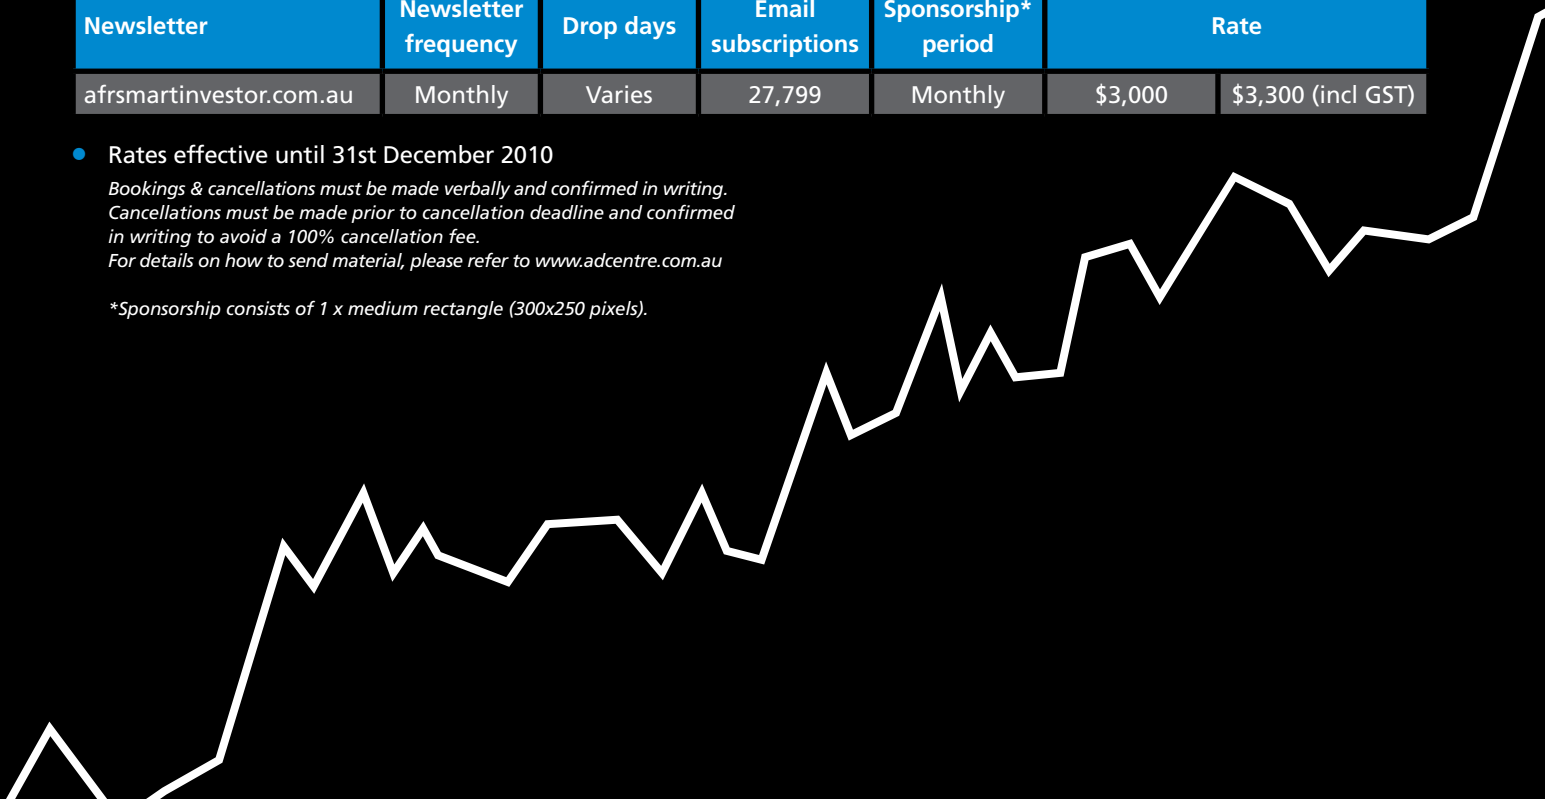 Newsletter
Newsletter frequency
Drop days
Email subscriptions
Sponsorship* period
Rate
afrsmartinvestor.com.au Monthly Varies 27,799 Monthly $3,000 $3,300 (incl GST)
Rates effective until 31st December 2010
Bookings & cancellations must be made verbally and confirmed in writing.
Cancellations must be made prior to cancellation deadline and confirmed
in writing to avoid a 100% cancellation fee.
For details on how to send material, please refer to www.adcentre.com.au
*Sponsorship consists of 1 x medium rectangle (300x250 pixels).